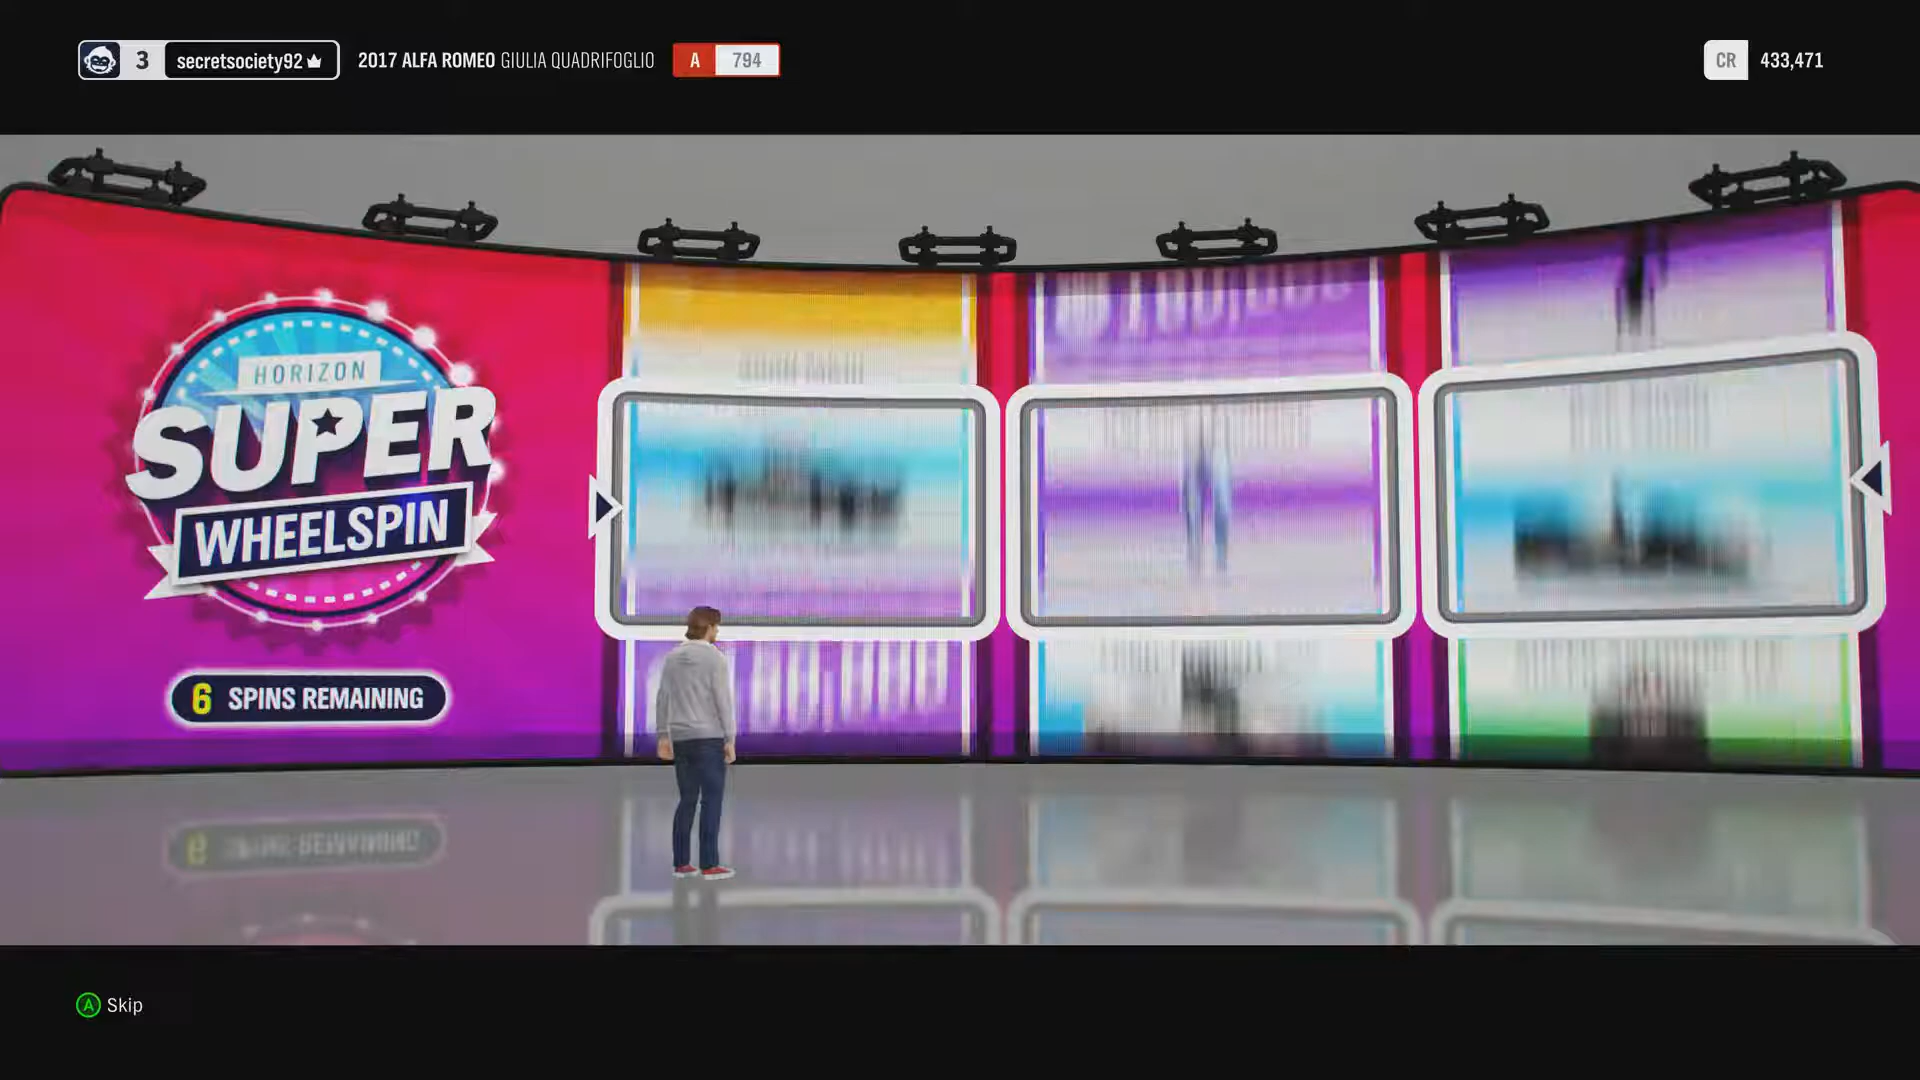 3 secretsociety92 2017 ALFA ROMEO GIULIA QUADRIFOGLIO A 794 CR 433,471
HORIZON
SUPER
WHEELSPIN
6 SPINS REMAINING
A Skip